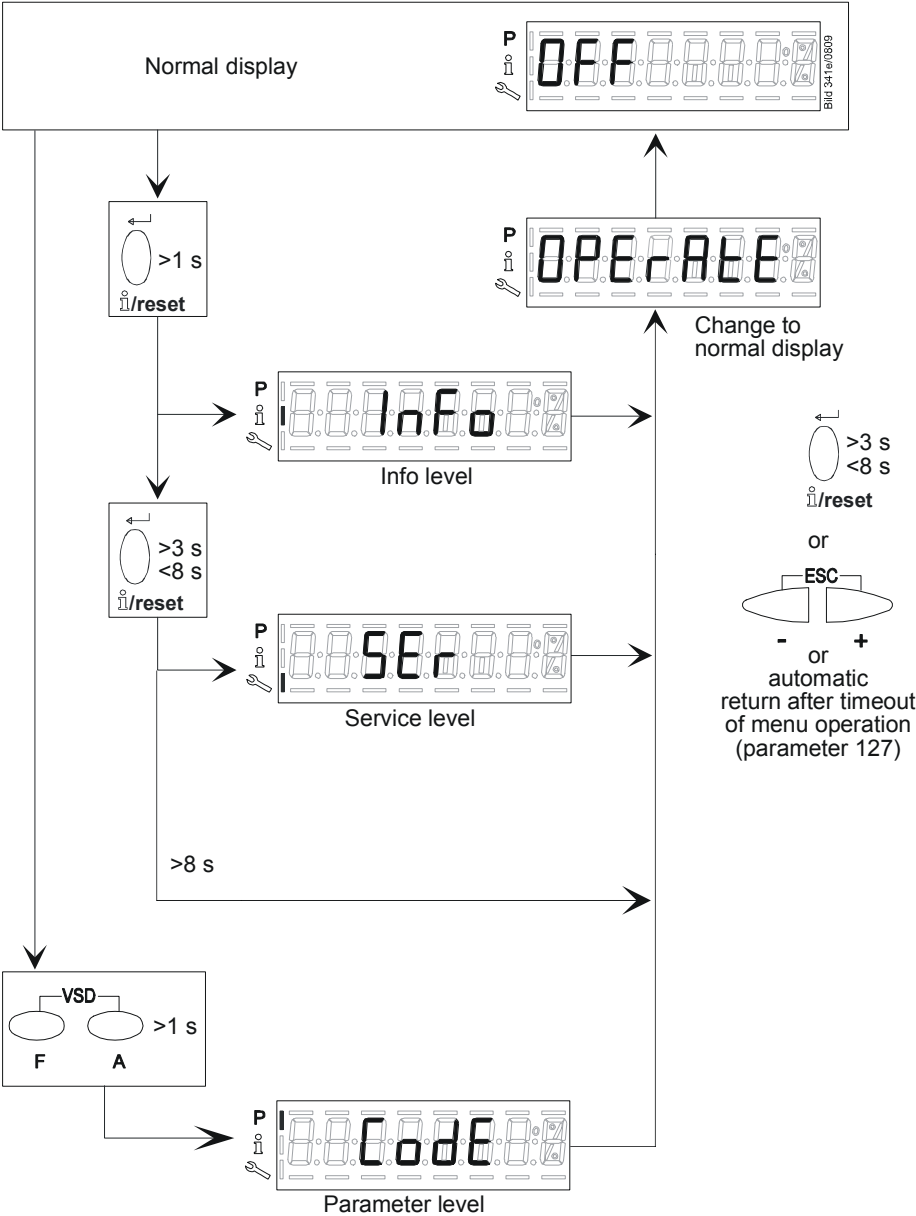 Normal display
P
i
OFF
Bild 341e/0809
>1 s
i/reset
P
i
OPErAtE
Change to
normal display
P
i
InFo
Info level
>3 s
<8 s
i/reset
or
ESC
- +
or
automatic
return after timeout
of menu operation
(parameter 127)
>3 s
<8 s
i/reset
P
i
SEr
Service level
>8 s
VSD
>1 s
F A
P
i
CodE
Parameter level